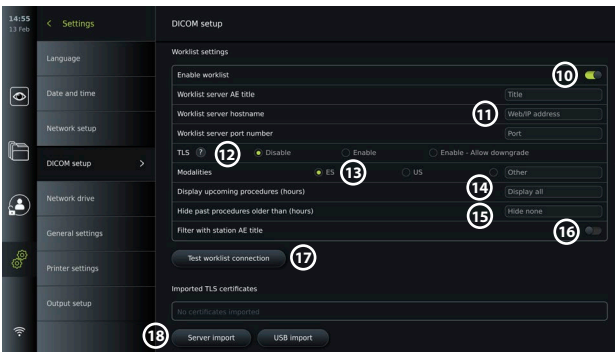 14:55
13 Feb
< Settings
DICOM setup
Language
Date and time
Network setup
DICOM setup >
Network drive
General settings
Printer settings
Output setup
Worklist settings
Enable worklist 10
Worklist server AE title Title
Worklist server hostname 11 Web/IP address
Worklist server port number Port
TLS ? 12 Disable Enable Enable - Allow downgrade
Modalities ES 13 US Other
Display upcoming procedures (hours) 14 Display all
Hide past procedures older than (hours) 15 Hide none
Filter with station AE title 16
Test worklist connection 17
Imported TLS certificates
No certificates imported
18 Server import USB import